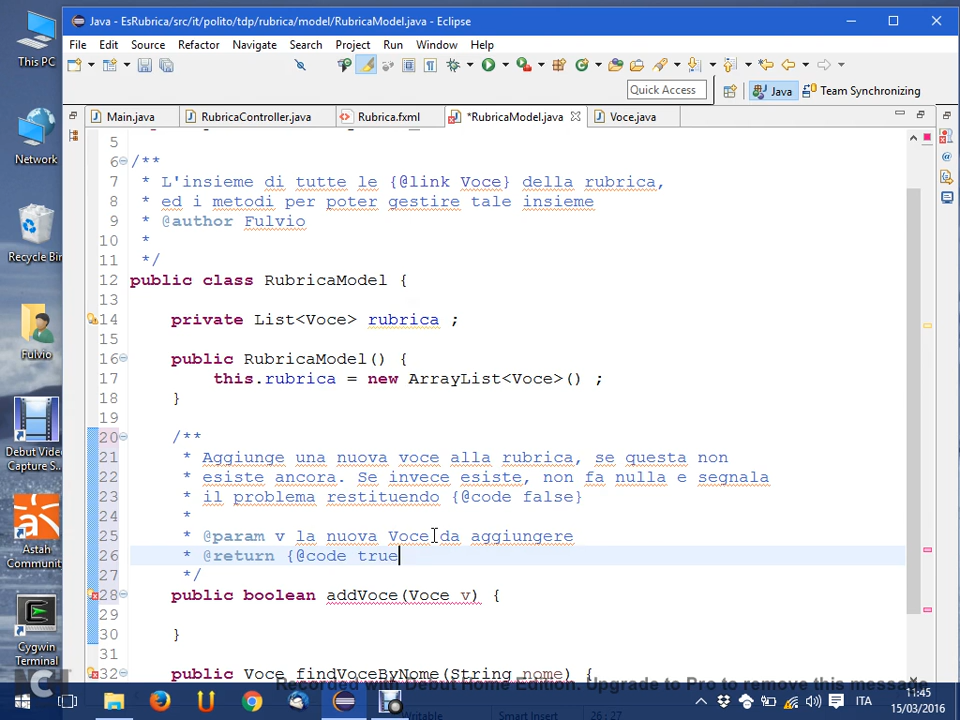 Java - EsRubrica/src/it/polito/tdp/rubrica/model/RubricaModel.java - Eclipse
File Edit Source Refactor Navigate Search Project Run Window Help
Quick Access
Java
Team Synchronizing
Main.java
RubricaController.java
Rubrica.fxml
*RubricaModel.java
Voce.java
This PC
Network
Recycle Bin
Fulvio
Debut Video
Capture S...
Astah
Community
Cygwin
Terminal
5
6 /**
7 * L'insieme di tutte le {@link Voce} della rubrica,
8 * ed i metodi per poter gestire tale insieme
9 * @author Fulvio
10 *
11 */
12 public class RubricaModel {
13
14 private List<Voce> rubrica ;
15
16 public RubricaModel() {
17 this.rubrica = new ArrayList<Voce>() ;
18 }
19
20 /**
21 * Aggiunge una nuova voce alla rubrica, se questa non
22 * esiste ancora. Se invece esiste, non fa nulla e segnala
23 * il problema restituendo {@code false}
24 *
25 * @param v la nuova Voce da aggiungere
26 * @return {@code true
27 */
28 public boolean addVoce(Voce v) {
29
30 }
31
32 public Voce findVoceByNome(String nome) {
Recorded with Debut Home Edition. Upgrade to Pro to remove this message
Writable Smart Insert 26 : 27
ITA
11:45
15/03/2016